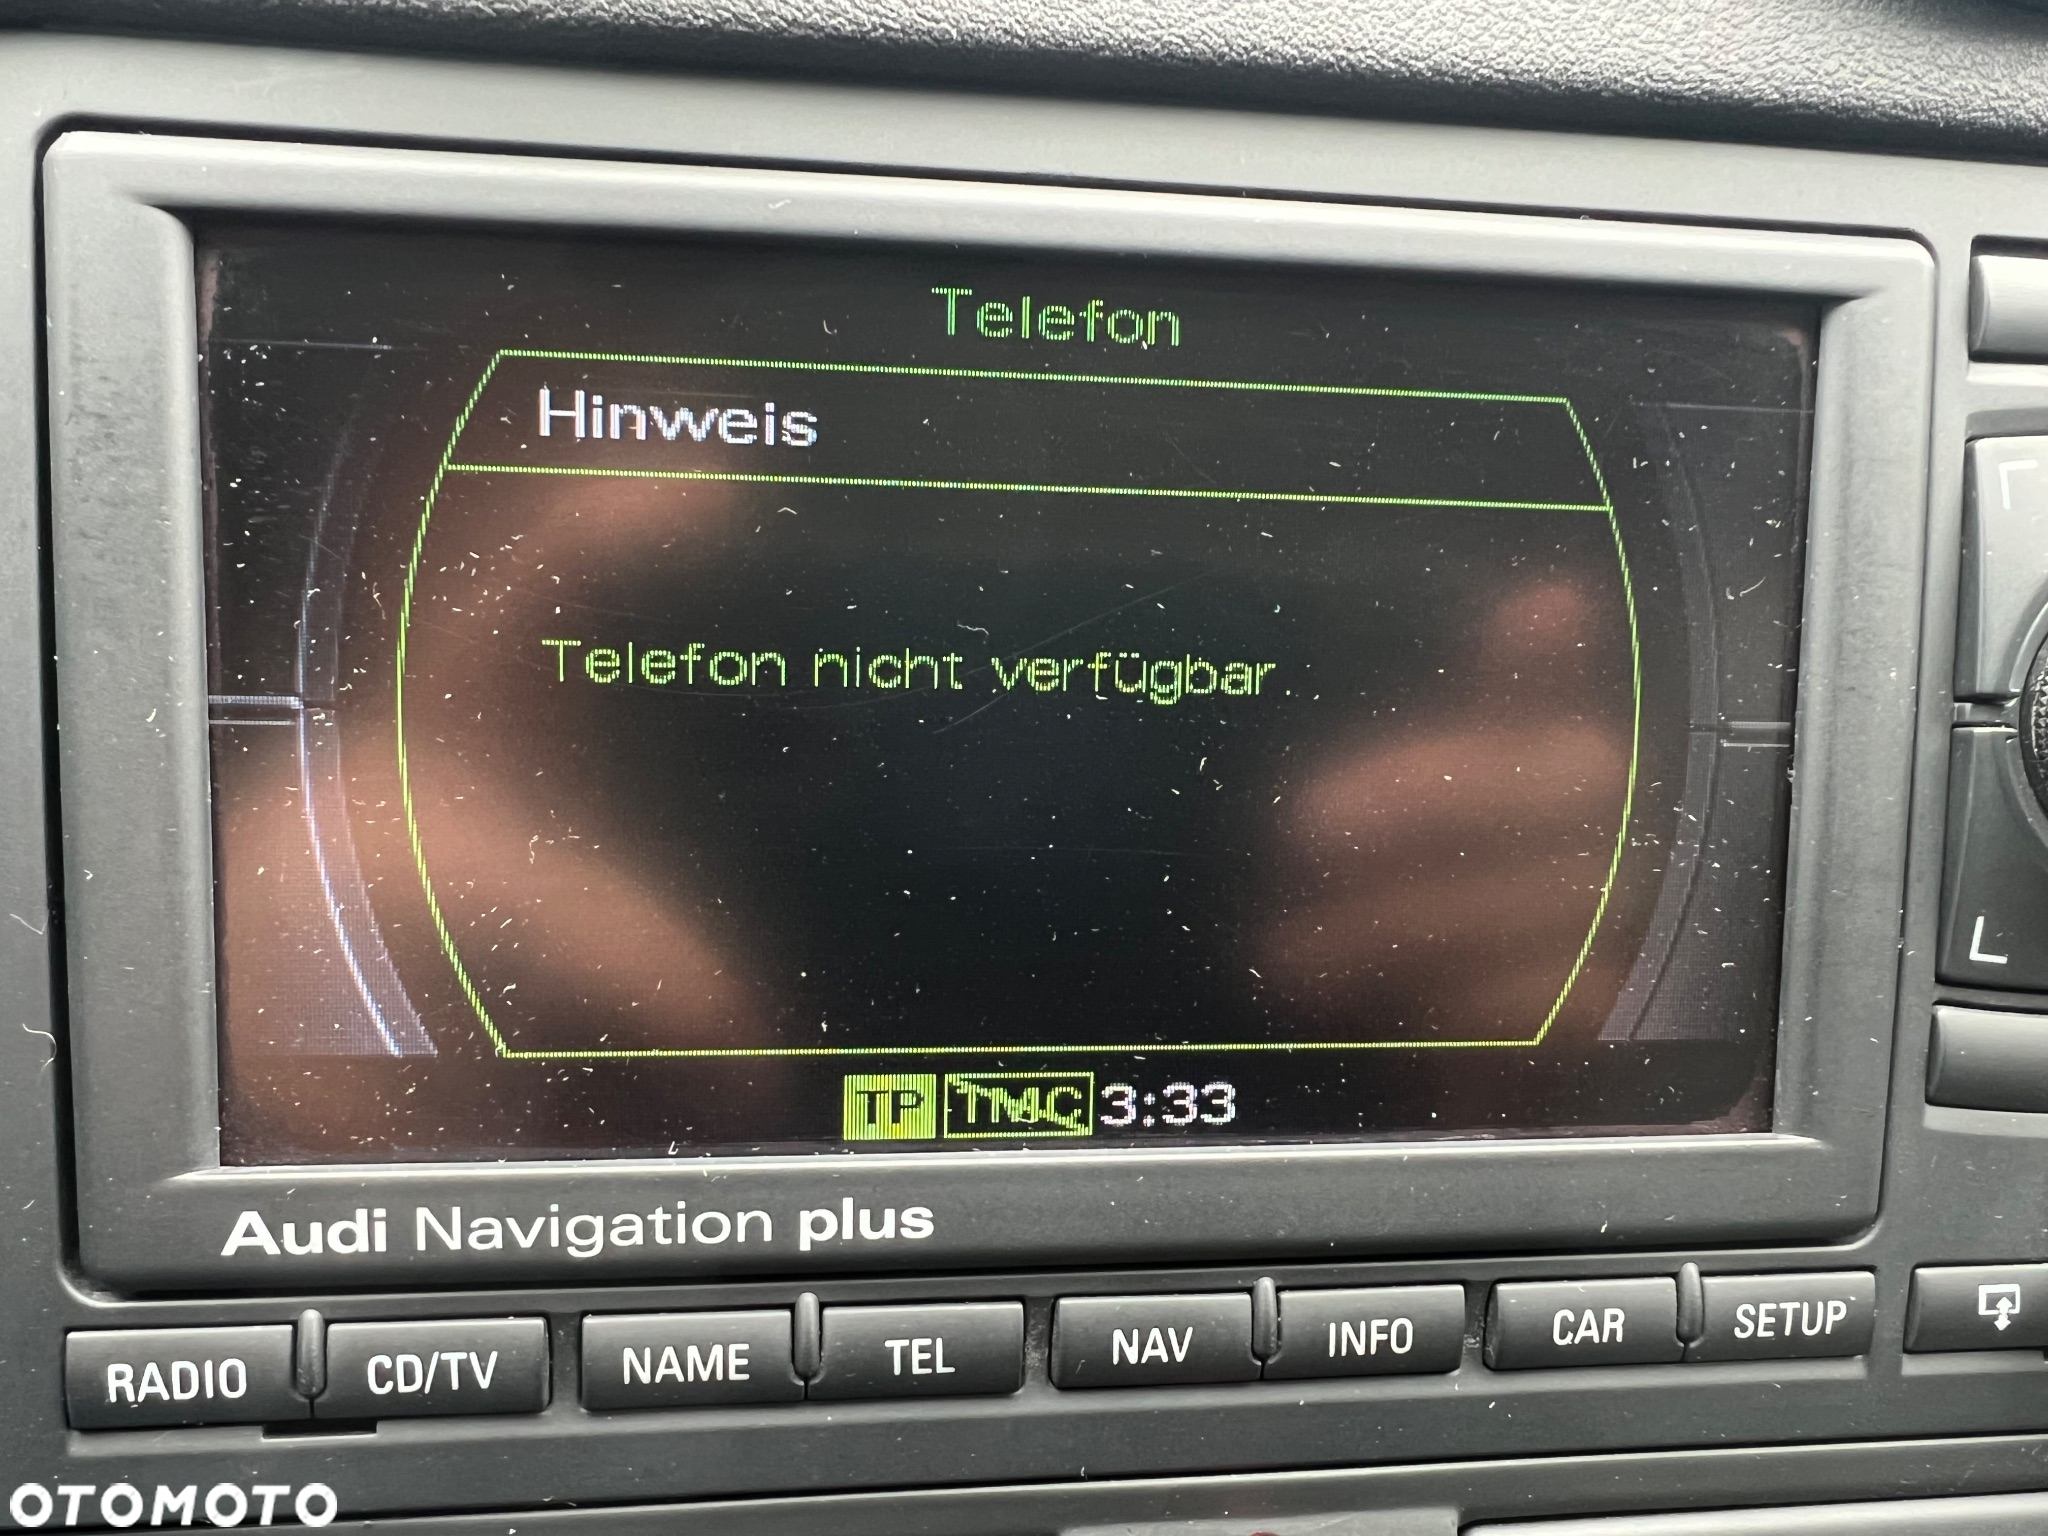 Telefon
Hinweis
Telefon nicht verfügbar
TP TMC 3:33
Audi Navigation plus
RADIO CD/TV NAME TEL NAV INFO CAR SETUP
OTOMOTO